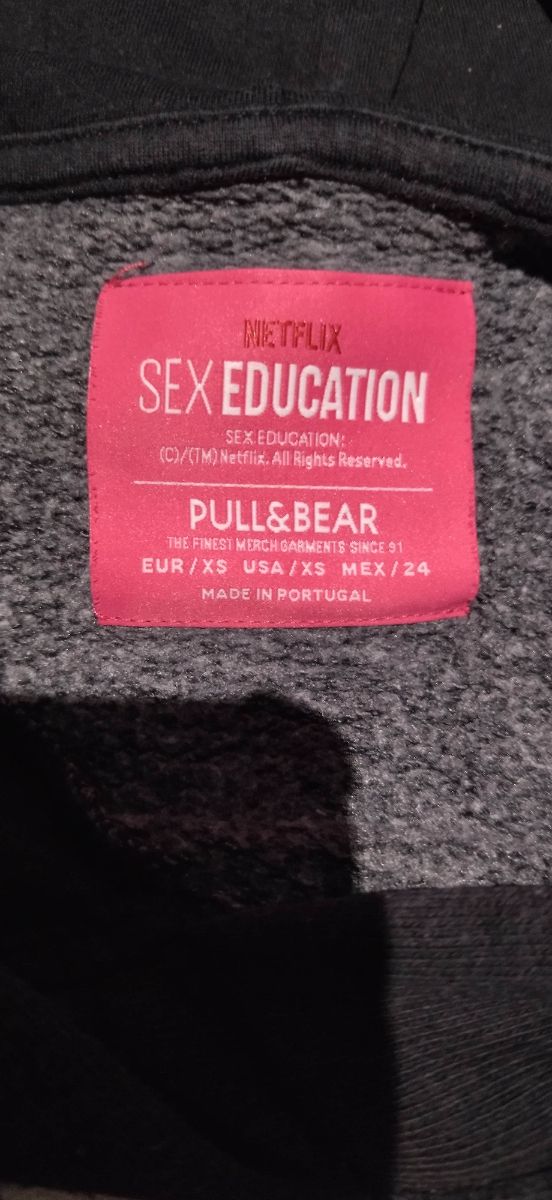 NETFLIX
SEX EDUCATION
SEX EDUCATION:
(C)/(TM) Netflix. All Rights Reserved.
PULL&BEAR
THE FINEST MERCH GARMENTS SINCE 91
EUR/XS USA/XS MEX/24
MADE IN PORTUGAL